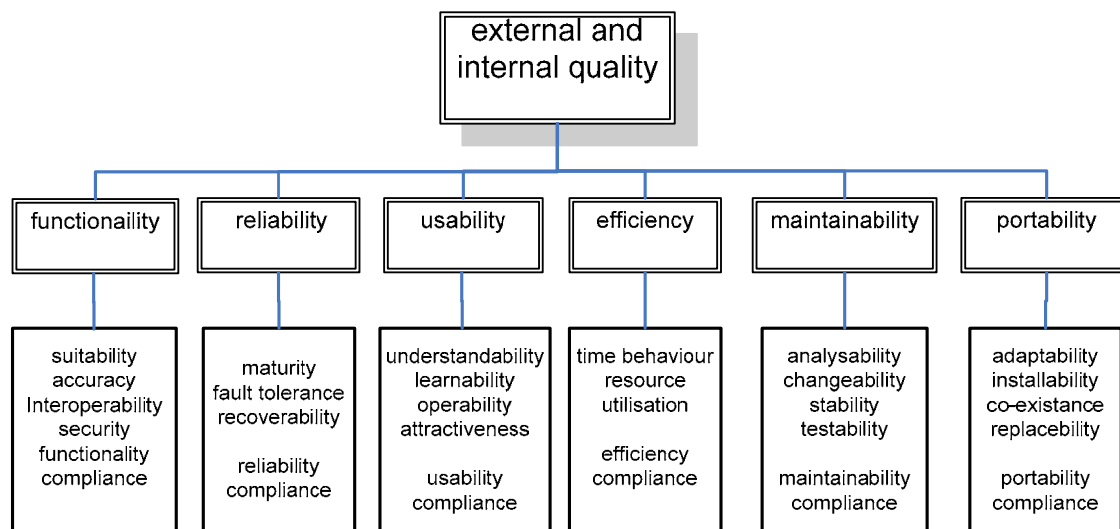 external and
internal quality
functionaility
reliability
usability
efficiency
maintainability
portability
suitability
accuracy
Interoperability
security
functionality
compliance
maturity
fault tolerance
recoverability
reliability
compliance
understandability
learnability
operability
attractiveness
usability
compliance
time behaviour
resource
utilisation
efficiency
compliance
analysability
changeability
stability
testability
maintainability
compliance
adaptability
installability
co-existance
replacebility
portability
compliance